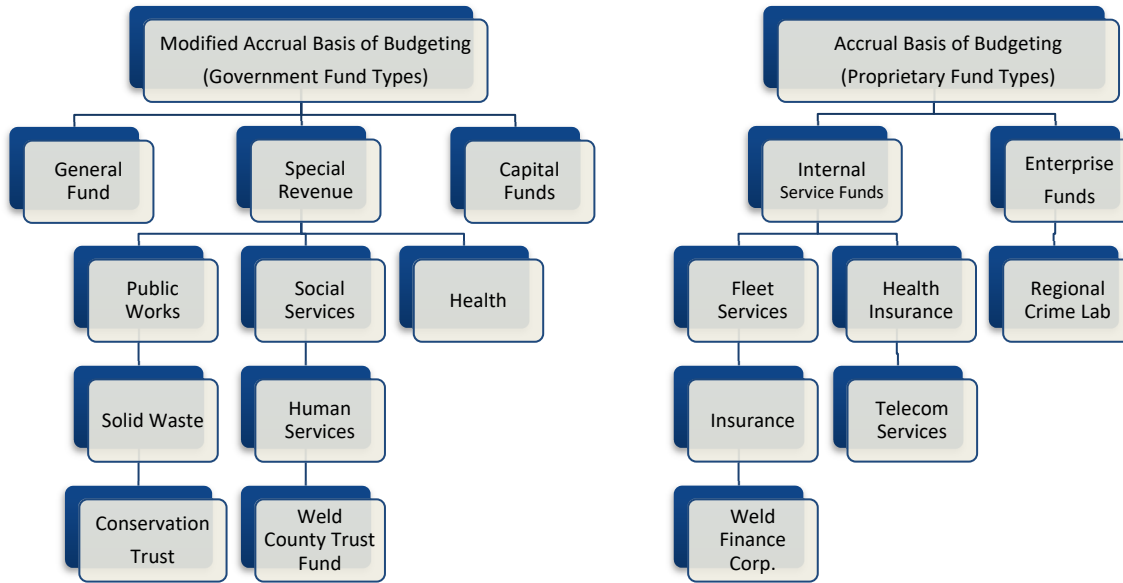 Modified Accrual Basis of Budgeting
(Government Fund Types)
Accrual Basis of Budgeting
(Proprietary Fund Types)
General
Fund
Special
Revenue
Capital
Funds
Internal
Service Funds
Enterprise
Funds
Public
Works
Social
Services
Health
Fleet
Services
Health
Insurance
Regional
Crime Lab
Solid Waste
Human
Services
Insurance
Telecom
Services
Conservation
Trust
Weld
County Trust
Fund
Weld
Finance
Corp.